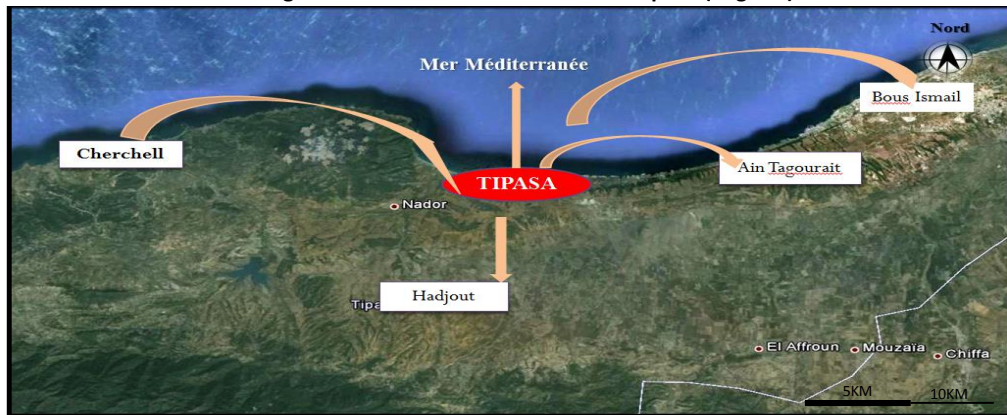 Nord
Mer Méditerranée
Bous Ismail
Cherchell
Ain Tagourait
TIPASA
Nador
Hadjout
Tipa
El Affroun
Mouzaïa
Chiffa
5KM
10KM